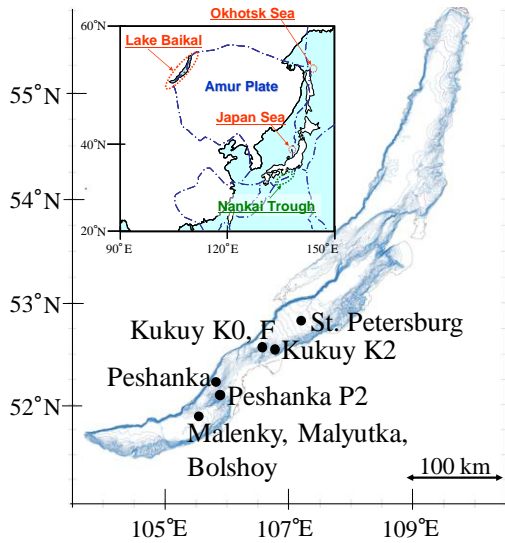 Okhotsk Sea
60°N
Lake Baikal
Amur Plate
55°N
Japan Sea
40°N
54°N
Nankai Trough
20°N
90°E
120°E
150°E
53°N
Kukuy K0, F
St. Petersburg
Kukuy K2
Peshanka
Peshanka P2
52°N
Malenky, Malyutka,
Bolshoy
100 km
105°E
107°E
109°E